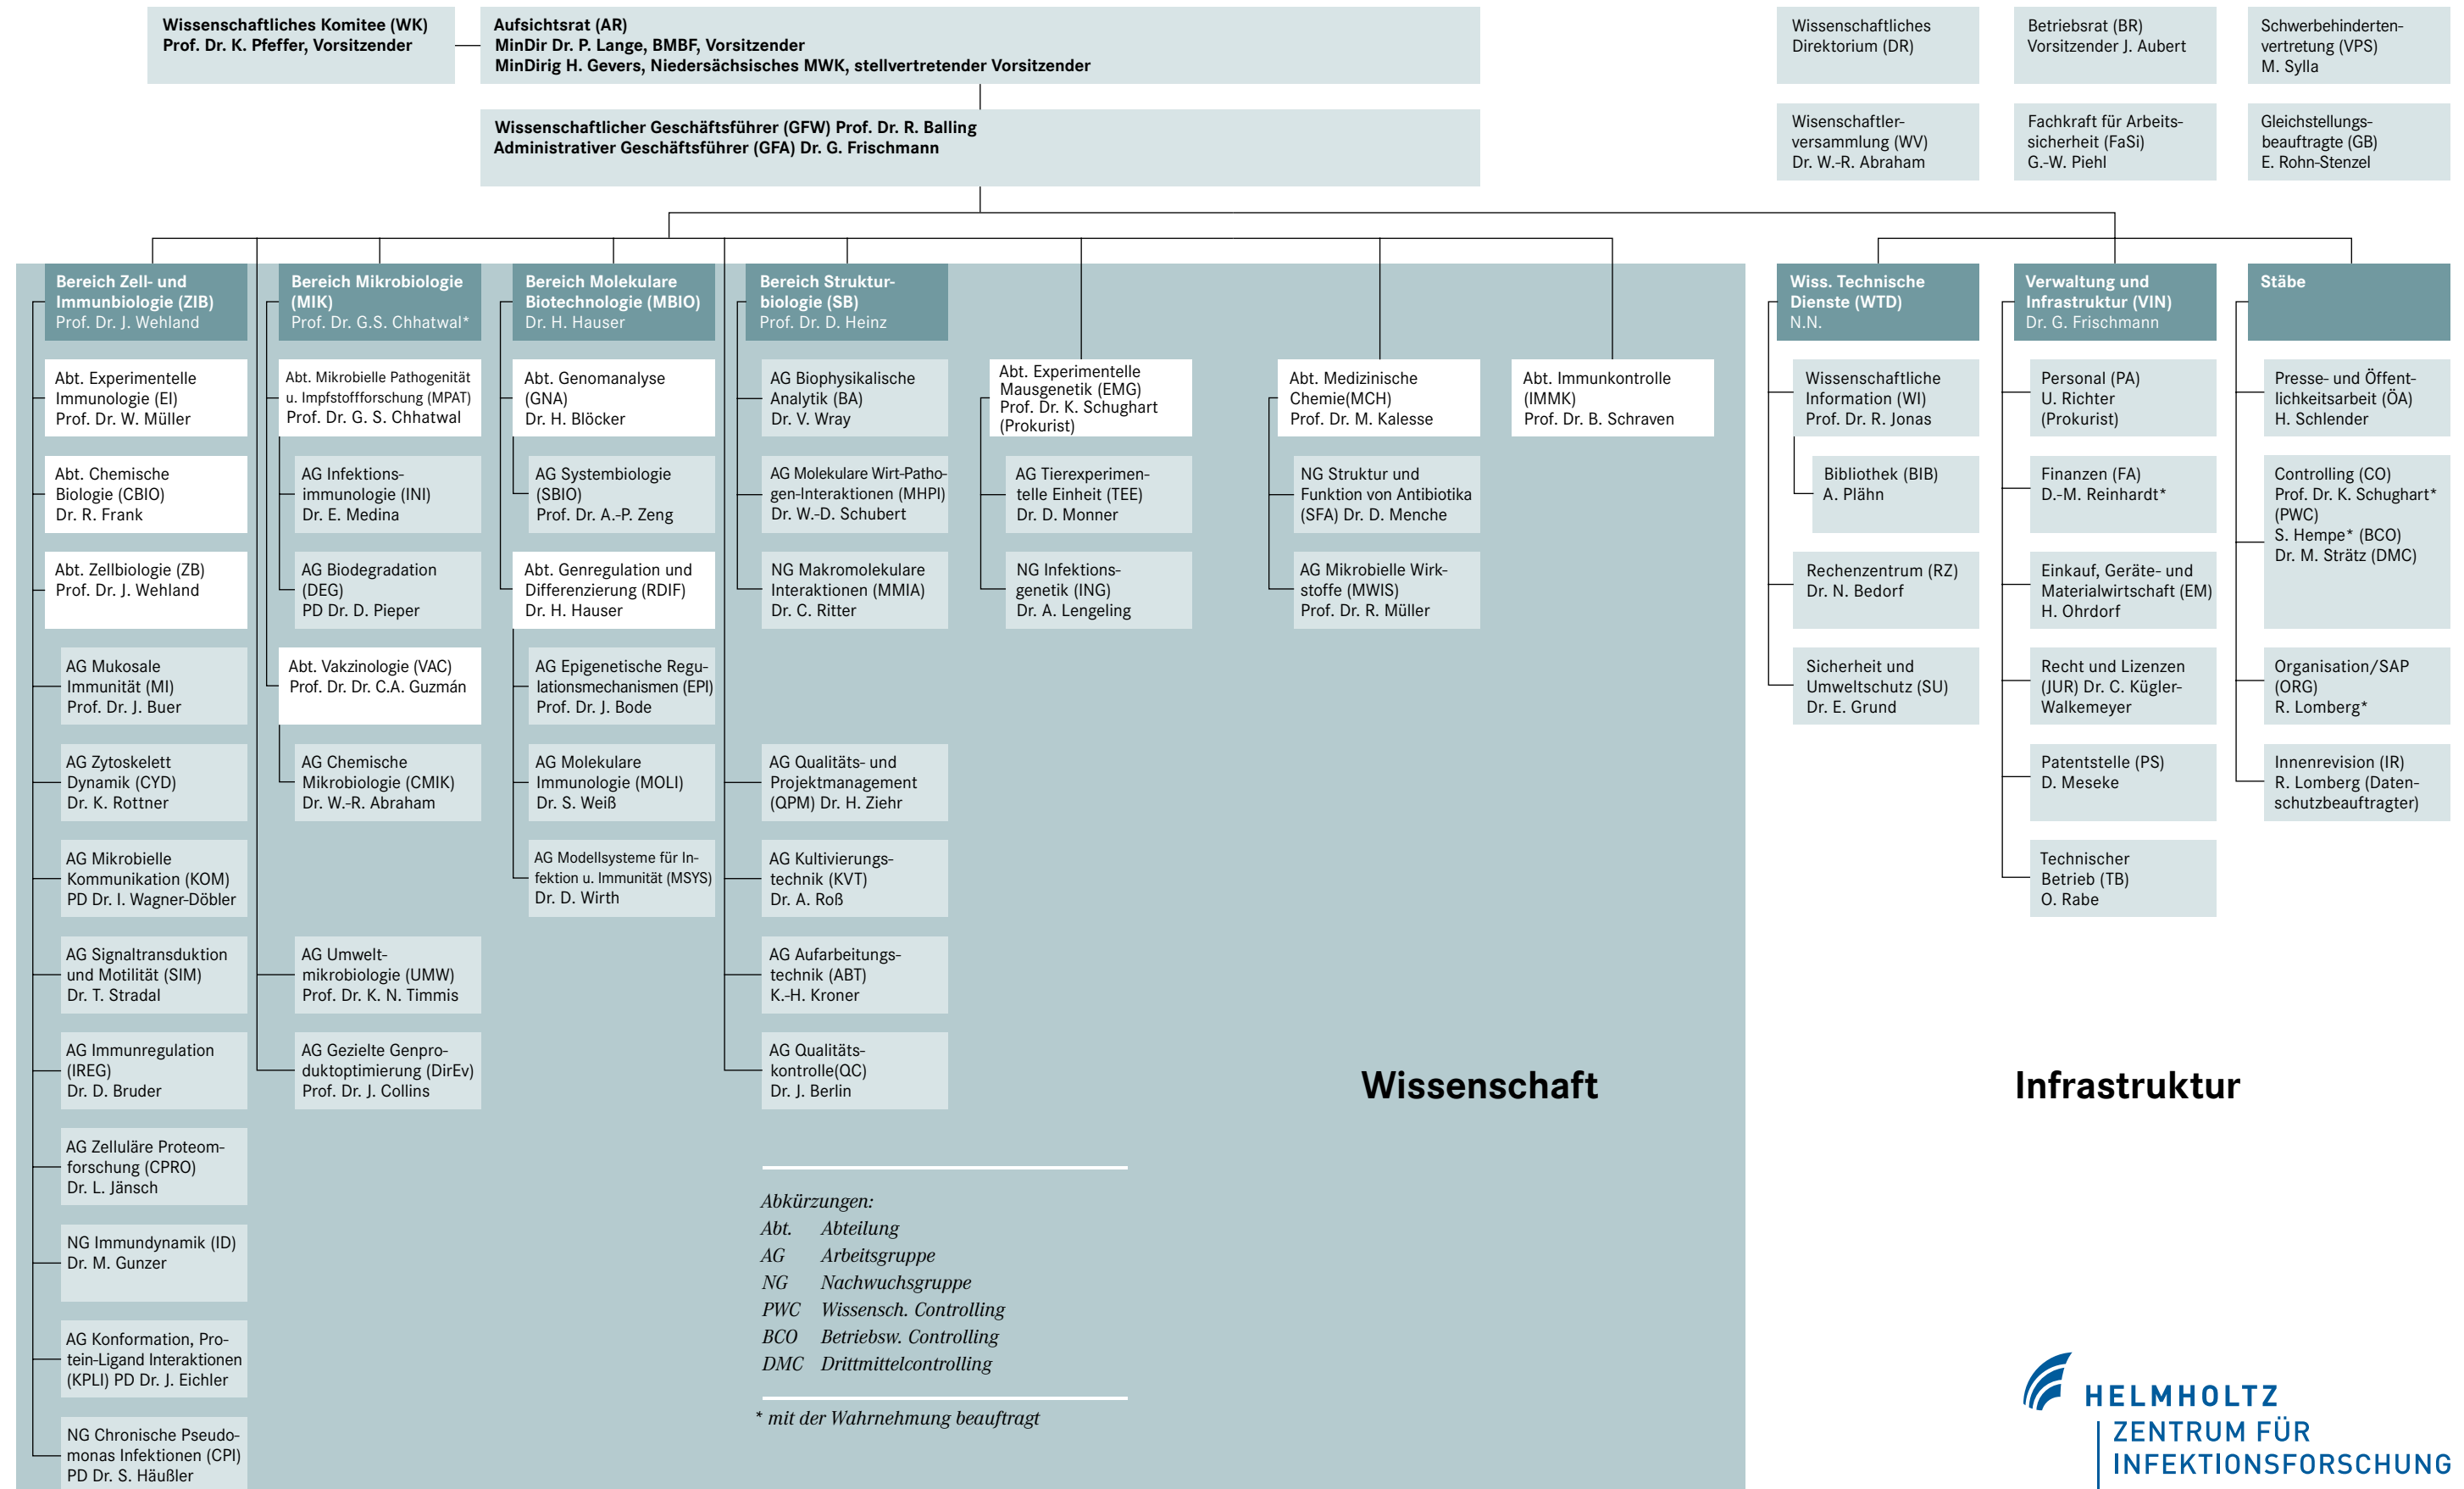 Wissenschaftliches Komitee (WK)
Prof. Dr. K. Pfeffer, Vorsitzender
Aufsichtsrat (AR)
MinDir Dr. P. Lange, BMBF, Vorsitzender
MinDirig H. Gevers, Niedersächsisches MWK, stellvertretender Vorsitzender
Wissenschaftlicher Geschäftsführer (GFW) Prof. Dr. R. Balling
Administrativer Geschäftsführer (GFA) Dr. G. Frischmann
Wissenschaftliches
Direktorium (DR)
Betriebsrat (BR)
Vorsitzender J. Aubert
Schwerbehinderten-
vertretung (VPS)
M. Sylla
Wisenschaftler-
versammlung (WV)
Dr. W.-R. Abraham
Fachkraft für Arbeits-
sicherheit (FaSi)
G.-W. Piehl
Gleichstellungs-
beauftragte (GB)
E. Rohn-Stenzel
Bereich Zell- und
Immunbiologie (ZIB)
Prof. Dr. J. Wehland
Abt. Experimentelle
Immunologie (EI)
Prof. Dr. W. Müller
Abt. Chemische
Biologie (CBIO)
Dr. R. Frank
Abt. Zellbiologie (ZB)
Prof. Dr. J. Wehland
AG Mukosale
Immunität (MI)
Prof. Dr. J. Buer
AG Zytoskelett
Dynamik (CYD)
Dr. K. Rottner
AG Mikrobielle
Kommunikation (KOM)
PD Dr. I. Wagner-Döbler
AG Signaltransduktion
und Motilität (SIM)
Dr. T. Stradal
AG Immunregulation
(IREG)
Dr. D. Bruder
AG Zelluläre Proteom-
forschung (CPRO)
Dr. L. Jänsch
NG Immundynamik (ID)
Dr. M. Gunzer
AG Konformation, Pro-
tein-Ligand Interaktionen
(KPLI) PD Dr. J. Eichler
NG Chronische Pseudo-
monas Infektionen (CPI)
PD Dr. S. Häußler
Bereich Mikrobiologie
(MIK)
Prof. Dr. G.S. Chhatwal*
Abt. Mikrobielle Pathogenität
u. Impfstoffforschung (MPAT)
Prof. Dr. G. S. Chhatwal
AG Infektions-
immunologie (INI)
Dr. E. Medina
AG Biodegradation
(DEG)
PD Dr. D. Pieper
Abt. Vakzinologie (VAC)
Prof. Dr. Dr. C.A. Guzmán
AG Chemische
Mikrobiologie (CMIK)
Dr. W.-R. Abraham
AG Umwelt-
mikrobiologie (UMW)
Prof. Dr. K. N. Timmis
AG Gezielte Genpro-
duktoptimierung (DirEv)
Prof. Dr. J. Collins
Bereich Molekulare
Biotechnologie (MBIO)
Dr. H. Hauser
Abt. Genomanalyse
(GNA)
Dr. H. Blöcker
AG Systembiologie
(SBIO)
Prof. Dr. A.-P. Zeng
Abt. Genregulation und
Differenzierung (RDIF)
Dr. H. Hauser
AG Epigenetische Regu-
lationsmechanismen (EPI)
Prof. Dr. J. Bode
AG Molekulare
Immunologie (MOLI)
Dr. S. Weiß
AG Modellsysteme für In-
fektion u. Immunität (MSYS)
Dr. D. Wirth
Bereich Struktur-
biologie (SB)
Prof. Dr. D. Heinz
AG Biophysikalische
Analytik (BA)
Dr. V. Wray
AG Molekulare Wirt-Patho-
gen-Interaktionen (MHPI)
Dr. W.-D. Schubert
NG Makromolekulare
Interaktionen (MMIA)
Dr. C. Ritter
AG Qualitäts- und
Projektmanagement
(QPM) Dr. H. Ziehr
AG Kultivierungs-
technik (KVT)
Dr. A. Roß
AG Aufarbeitungs-
technik (ABT)
K.-H. Kroner
AG Qualitäts-
kontrolle(QC)
Dr. J. Berlin
Abt. Experimentelle
Mausgenetik (EMG)
Prof. Dr. K. Schughart
(Prokurist)
AG Tierexperimen-
telle Einheit (TEE)
Dr. D. Monner
NG Infektions-
genetik (ING)
Dr. A. Lengeling
Abt. Medizinische
Chemie(MCH)
Prof. Dr. M. Kalesse
NG Struktur und
Funktion von Antibiotika
(SFA) Dr. D. Menche
AG Mikrobielle Wirk-
stoffe (MWIS)
Prof. Dr. R. Müller
Abt. Immunkontrolle
(IMMK)
Prof. Dr. B. Schraven
Wissenschaft
Abkürzungen:
Abt. Abteilung
AG Arbeitsgruppe
NG Nachwuchsgruppe
PWC Wissensch. Controlling
BCO Betriebsw. Controlling
DMC Drittmittelcontrolling
* mit der Wahrnehmung beauftragt
Wiss. Technische
Dienste (WTD)
N.N.
Wissenschaftliche
Information (WI)
Prof. Dr. R. Jonas
Bibliothek (BIB)
A. Plähn
Rechenzentrum (RZ)
Dr. N. Bedorf
Sicherheit und
Umweltschutz (SU)
Dr. E. Grund
Verwaltung und
Infrastruktur (VIN)
Dr. G. Frischmann
Personal (PA)
U. Richter
(Prokurist)
Finanzen (FA)
D.-M. Reinhardt*
Einkauf, Geräte- und
Materialwirtschaft (EM)
H. Ohrdorf
Recht und Lizenzen
(JUR) Dr. C. Kügler-
Walkemeyer
Patentstelle (PS)
D. Meseke
Technischer
Betrieb (TB)
O. Rabe
Stäbe
Presse- und Öffent-
lichkeitsarbeit (ÖA)
H. Schlender
Controlling (CO)
Prof. Dr. K. Schughart*
(PWC)
S. Hempe* (BCO)
Dr. M. Strätz (DMC)
Organisation/SAP
(ORG)
R. Lomberg*
Innenrevision (IR)
R. Lomberg (Daten-
schutzbeauftragter)
Infrastruktur
HELMHOLTZ
ZENTRUM FÜR
INFEKTIONSFORSCHUNG